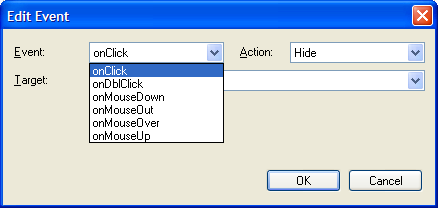 Edit Event
Event: onClick Action: Hide
onClick
Target: onDblClick
onMouseDown
onMouseOut
onMouseOver
onMouseUp
OK Cancel